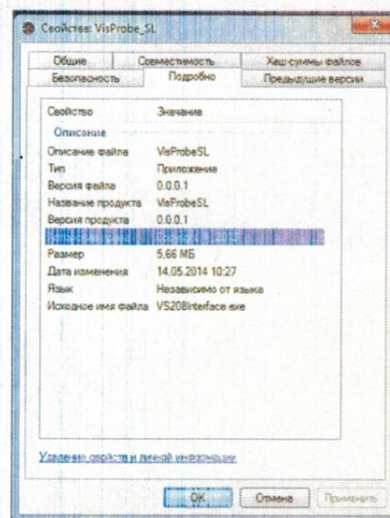 Свойства: VisProbe_SL
Общие Совместимость Хеш-суммы файлов
Безопасность Подробно Предыдущие версии
Свойство Значение
Описание
Описание файла VisProbeSL
Тип Приложение
Версия файла 0.0.0.1
Название продукта VisProbeSL
Версия продукта 0.0.0.1
Размер 5,66 МБ
Дата изменения 14.05.2014 10:27
Язык Независимо от языка
Исходное имя файла VS208Interface.exe
Удаление свойств и личной информации
OK Отмена Применить